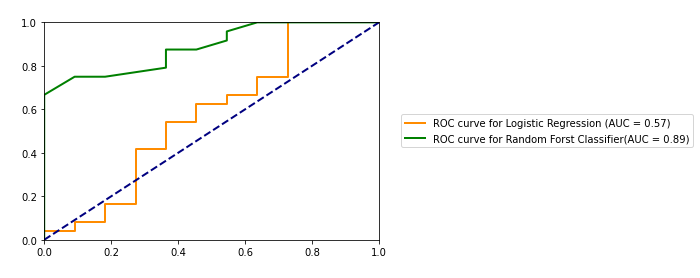 1.0
0.8
0.6
0.4
0.2
0.0
0.0 0.2 0.4 0.6 0.8 1.0
ROC curve for Logistic Regression (AUC = 0.57)
ROC curve for Random Forst Classifier(AUC = 0.89)